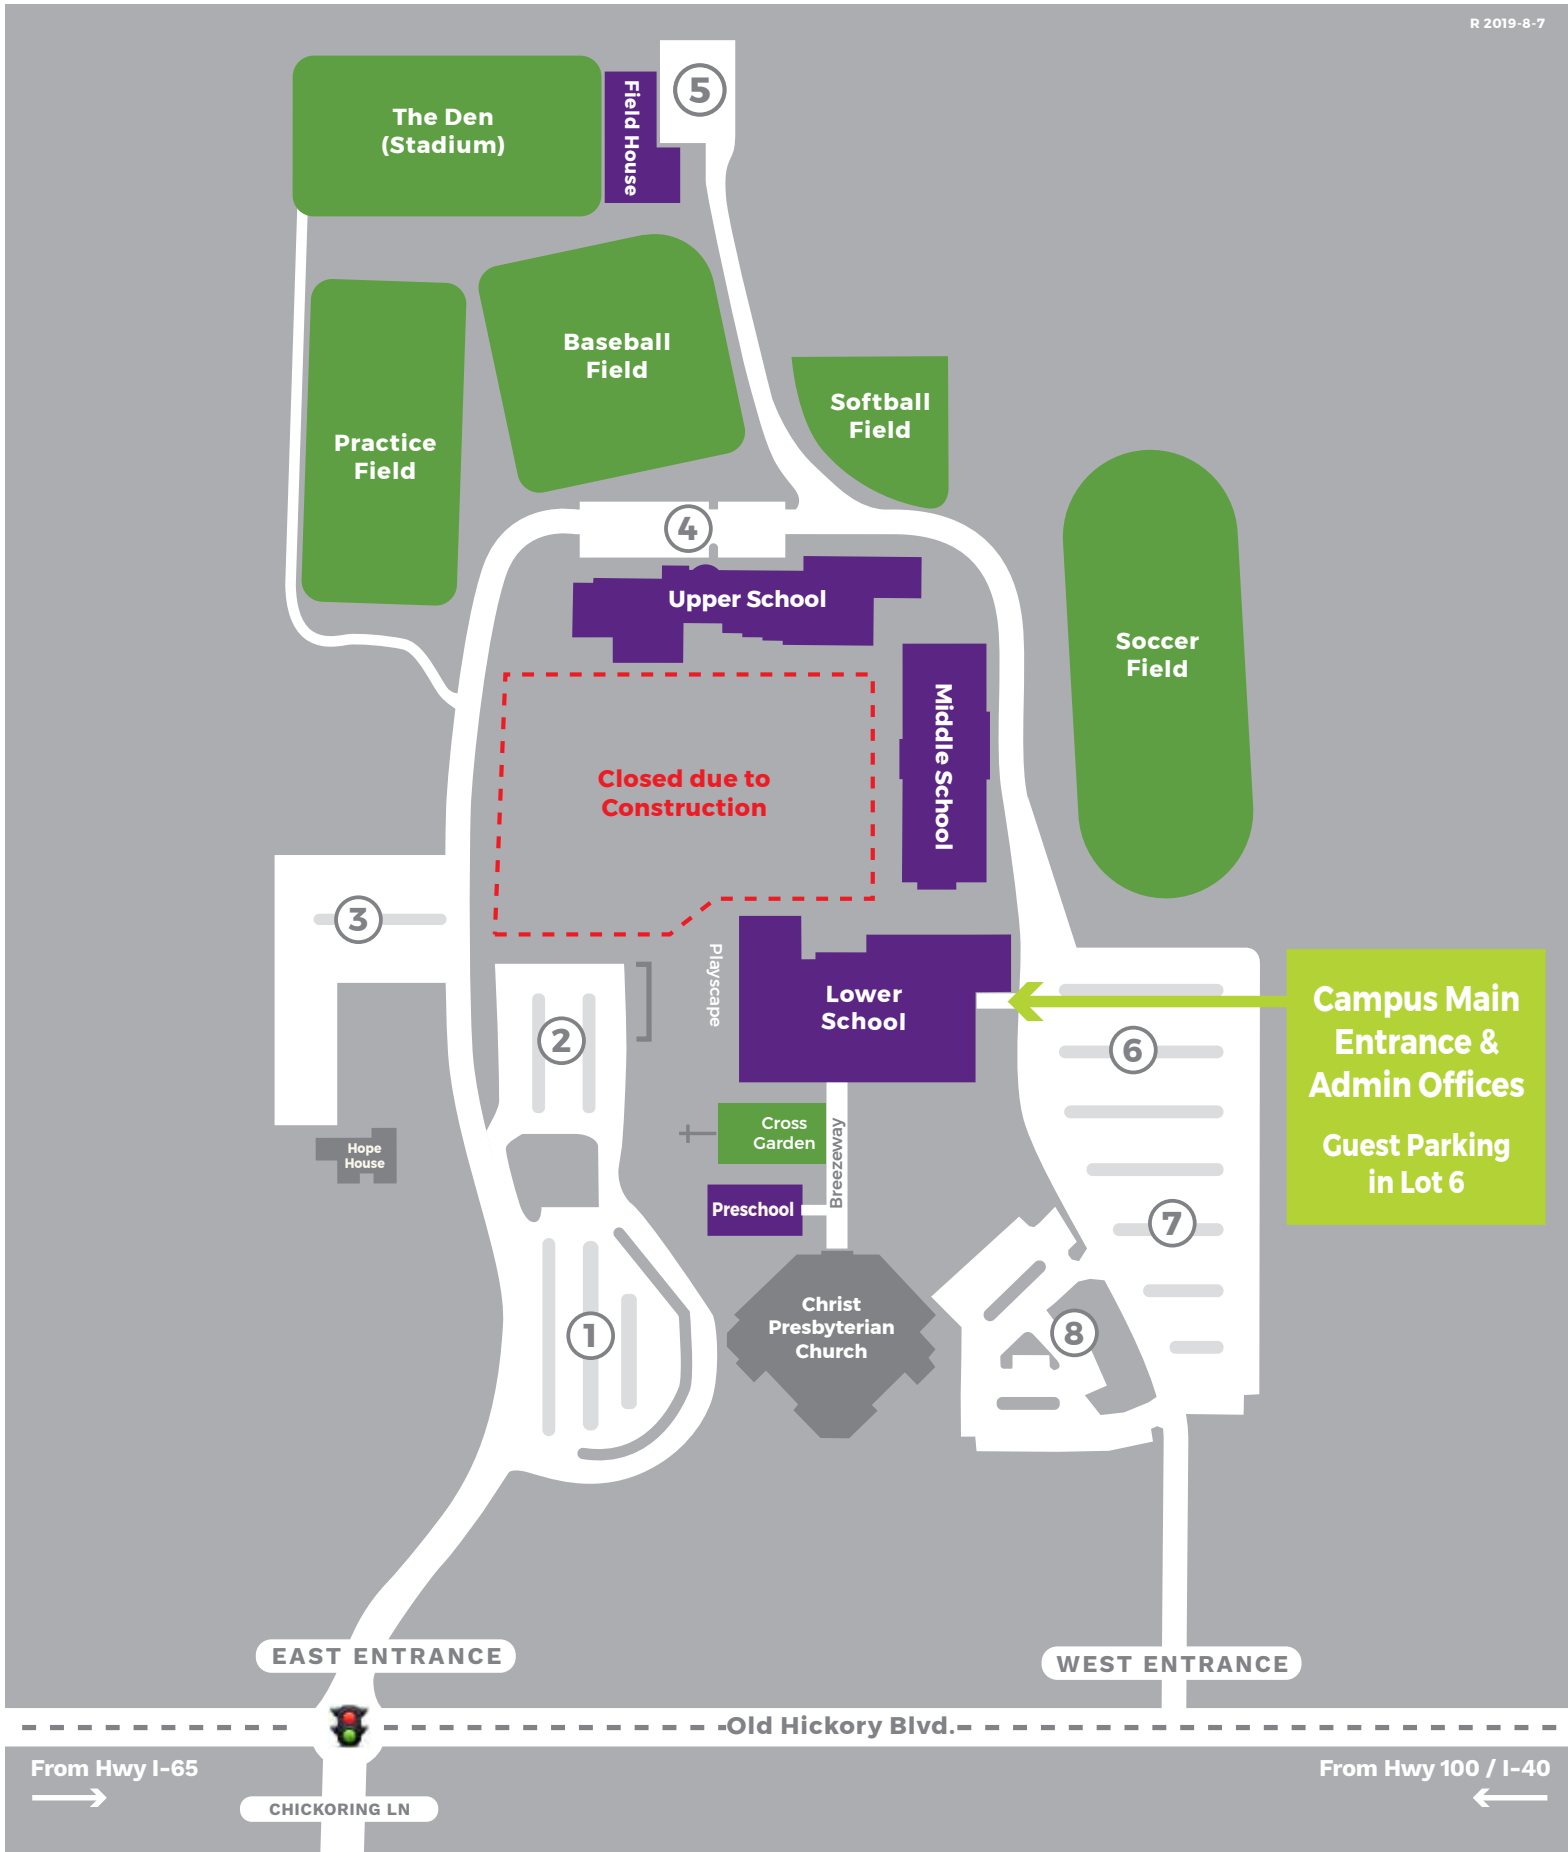 R 2019-8-7
5
The Den
(Stadium)
Field House
Baseball
Field
Softball
Field
Practice
Field
4
Upper School
Soccer
Field
Middle School
Closed due to
Construction
3
Playscape
Lower
School
2
6
Campus Main
Entrance &
Admin Offices
Guest Parking
in Lot 6
Cross
Garden
Breezeway
Hope
House
Preschool
7
1
Christ
Presbyterian
Church
8
EAST ENTRANCE
WEST ENTRANCE
Old Hickory Blvd.
From Hwy I-65
From Hwy 100 / I-40
CHICKORING LN